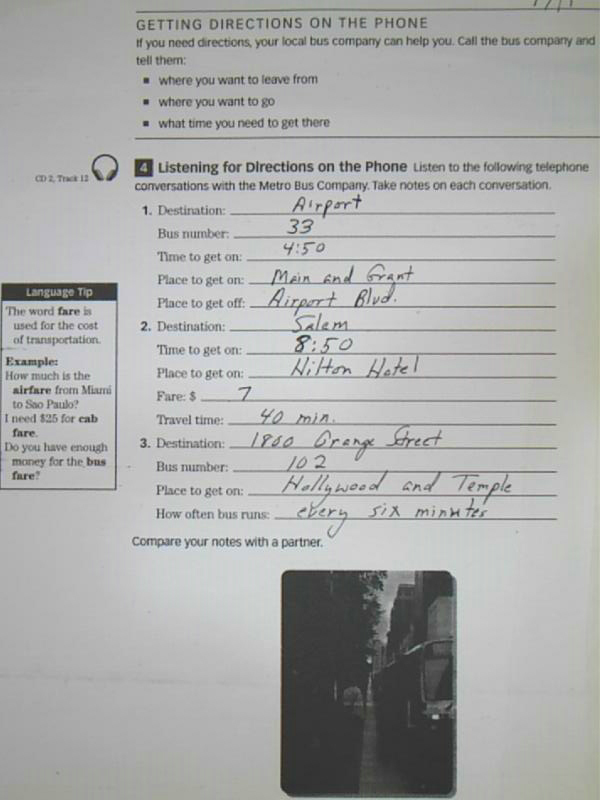 GETTING DIRECTIONS ON THE PHONE
If you need directions, your local bus company can help you. Call the bus company and
tell them:
▪ where you want to leave from
▪ where you want to go
▪ what time you need to get there
CD 2, Track 12
4 Listening for Directions on the Phone Listen to the following telephone
conversations with the Metro Bus Company. Take notes on each conversation.
1. Destination: Airport
Bus number: 33
Time to get on: 4:50
Place to get on: Main and Grant
Place to get off: Airport Blvd.
2. Destination: Salem
Time to get on: 8:50
Place to get on: Hilton Hotel
Fare: $ 7
Travel time: 40 min.
3. Destination: 1800 Grange Street
Bus number: 102
Place to get on: Hollywood and Temple
How often bus runs: every six minutes
Compare your notes with a partner.
Language Tip
The word fare is
used for the cost
of transportation.
Example:
How much is the
airfare from Miami
to Sao Paulo?
I need $25 for cab
fare.
Do you have enough
money for the bus
fare?